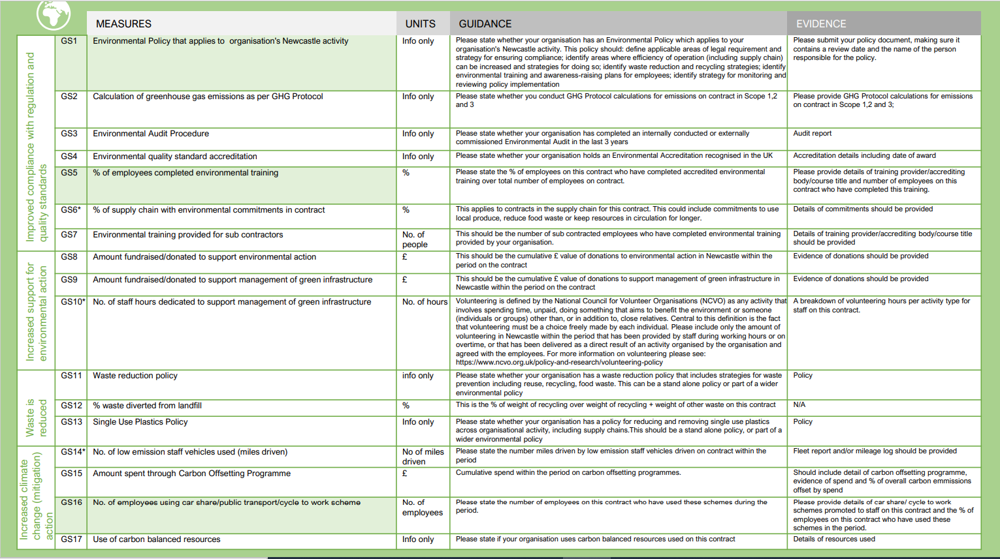 MEASURES
UNITS
GUIDANCE
EVIDENCE
Improved compliance with regulation and
quality standards
GS1
Environmental Policy that applies to  organisation's Newcastle activity
Info only
Please state whether your organisation has an Environmental Policy which applies to your
organisation's Newcastle activity. This policy should: define applicable areas of legal requirement and
strategy for ensuring compliance; identify areas where efficiency of operation (including supply chain)
can be increased and strategies for doing so; identify waste reduction and recycling strategies; identify
environmental training and awareness-raising plans for employees; identify strategy for monitoring and
reviewing policy implementation
Please submit your policy document, making sure it
contains a review date and the name of the person
responsible for the policy.
GS2
Calculation of greenhouse gas emissions as per GHG Protocol
Info only
Please state whether you conduct GHG Protocol calculations for emissions on contract in Scope 1,2
and 3
Please provide GHG Protocol calculations for emissions
on contract in Scope 1,2 and 3;
GS3
Environmental Audit Procedure
Info only
Please state whether your organisation has completed an internally conducted or externally
commissioned Environmental Audit in the last 3 years
Audit report
GS4
Environmental quality standard accreditation
Info only
Please state whether your organisation holds an Environmental Accreditation recognised in the UK
Accreditation details including date of award
GS5
% of employees completed environmental training
%
Please state the % of employees on this contract who have completed accredited environmental
training over total number of employees on contract.
Please provide details of training provider/accrediting
body/course title and number of employees on this
contract who have completed this training.
GS6*
% of supply chain with environmental commitments in contract
%
This applies to contracts in the supply chain for this contract. This could include commitments to use
local produce, reduce food waste or keep resources in circulation for longer.
Details of commitments should be provided
GS7
Environmental training provided for sub contractors
No. of
people
This should be the number of sub contracted employees who have completed environmental training
provided by your organisation.
Details of training provider/accrediting body/course title
should be provided
Increased support for
environmental action
GS8
Amount fundraised/donated to support environmental action
£
This should be the cumulative £ value of donations to environmental action in Newcastle within the
period on the contract
Evidence of donations should be provided
GS9
Amount fundraised/donated to support management of green infrastructure
£
This should be the cumulative £ value of donations to support management of green infrastructure in
Newcastle within the period on the contract
Evidence of donations should be provided
GS10*
No. of staff hours dedicated to support management of green infrastructure
No. of hours
Volunteering is defined by the National Council for Volunteer Organisations (NCVO) as any activity that
involves spending time, unpaid, doing something that aims to benefit the environment or someone
(individuals or groups) other than, or in addition to, close relatives. Central to this definition is the fact
that volunteering must be a choice freely made by each individual. Please include only the amount of
volunteering in Newcastle within the period that has been provided by staff during working hours or on
overtime, or that has been delivered as a direct result of an activity organised by the organisation and
agreed with the employees. For more information on volunteering please see:
https://www.ncvo.org.uk/policy-and-research/volunteering-policy
A breakdown of volunteering hours per activity type for
staff on this contract.
Waste is
reduced
GS11
Waste reduction policy
info only
Please state whether your organisation has a waste reduction policy that includes strategies for waste
prevention including reuse, recycling, food waste. This can be a stand alone policy or part of a wider
environmental policy
Policy
GS12
% waste diverted from landfill
%
This is the % of weight of recycling over weight of recycling + weight of other waste on this contract
N/A
GS13
Single Use Plastics Policy
Info only
Please state whether your organisation has a policy for reducing and removing single use plastics
across organisational activity, including supply chains.This should be a stand alone policy, or part of a
wider environmental policy
Policy
Increased climate
change (mitigation)
action
GS14*
No. of low emission staff vehicles used (miles driven)
No of miles
driven
Please state the number miles driven by low emission staff vehicles driven on contract within the
period
Fleet report and/or mileage log should be provided
GS15
Amount spent through Carbon Offsetting Programme
£
Cumulative spend within the period on carbon offsetting programmes.
Should include detail of carbon offsetting programme,
evidence of spend and % of overall carbon emmissions
offset by spend
GS16
No. of employees using car share/public transport/cycle to work scheme
No. of
employees
Please state the number of employees on this contract who have used these schemes during the
period.
Please provide details of car share/ cycle to work
schemes promoted to staff on this contract and the % of
employees on this contract who have used these
schemes in the period.
GS17
Use of carbon balanced resources
Info only
Please state if your organisation uses carbon balanced resources used on this contract
Details of resources used